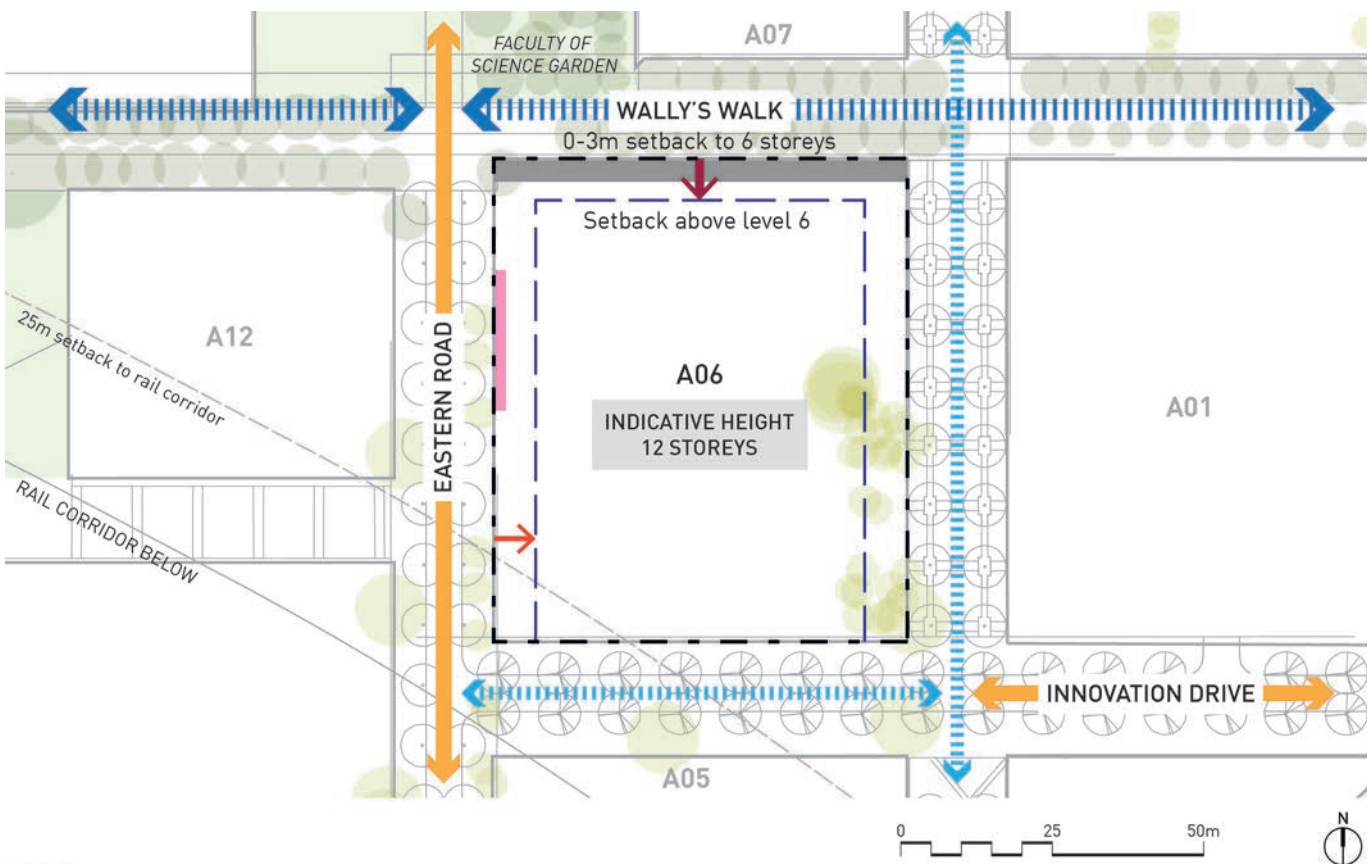 A07
FACULTY OF
SCIENCE GARDEN
WALLY'S WALK
0-3m setback to 6 storeys
Setback above level 6
A12
25m setback to rail corridor
EASTERN ROAD
A06
INDICATIVE HEIGHT
12 STOREYS
A01
RAIL CORRIDOR BELOW
INNOVATION DRIVE
A05
0 25 50m
N